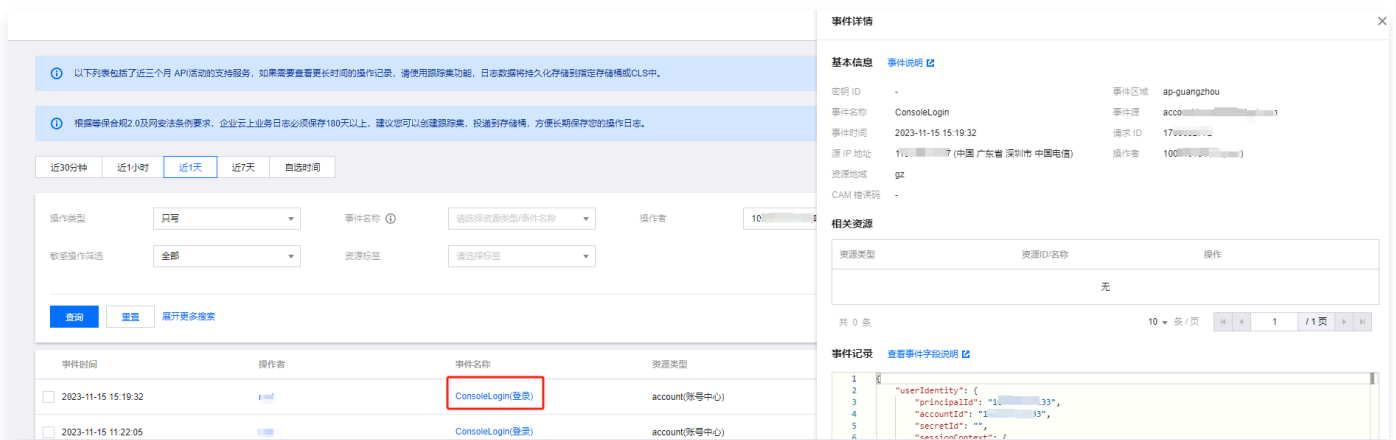 以下列表包括了近三个月 API活动的支持服务，如果需要查看更长时间的操作记录，请使用跟踪集功能，日志数据将持久化存储到指定存储桶或CLS中。
根据等保合规2.0及网安法条例要求，企业云上业务日志必须保存180天以上，建议您可以创建跟踪集，投递到存储桶，方便长期保存您的操作日志。
近30分钟 近1小时 近1天 近7天 自选时间
操作类型 只写 事件名称 请选择资源类型/事件名称 操作者 10
敏感操作筛选 全部 资源标签 请选择标签
查询 重置 展开更多搜索
事件时间 操作者 事件名称 资源类型
2023-11-15 15:19:32 ConsoleLogin(登录) account(账号中心)
2023-11-15 11:22:05 ConsoleLogin(登录) account(账号中心)
事件详情
基本信息 事件说明
密钥 ID - 事件区域 ap-guangzhou
事件名称 ConsoleLogin 事件源 acco
事件时间 2023-11-15 15:19:32 请求 ID
源 IP 地址 7 (中国 广东省 深圳市 中国电信) 操作者 100
资源地域 gz
CAM 错误码 -
相关资源
资源类型 资源ID/名称 操作
无
共 0 条 10 条/页 1 /1页
事件记录 查看事件字段说明
1 {
2 "userIdentity": {
3 "principalId": "1 33",
4 "accountId": "1 33",
5 "secretId": "",
6 "sessionContext": {